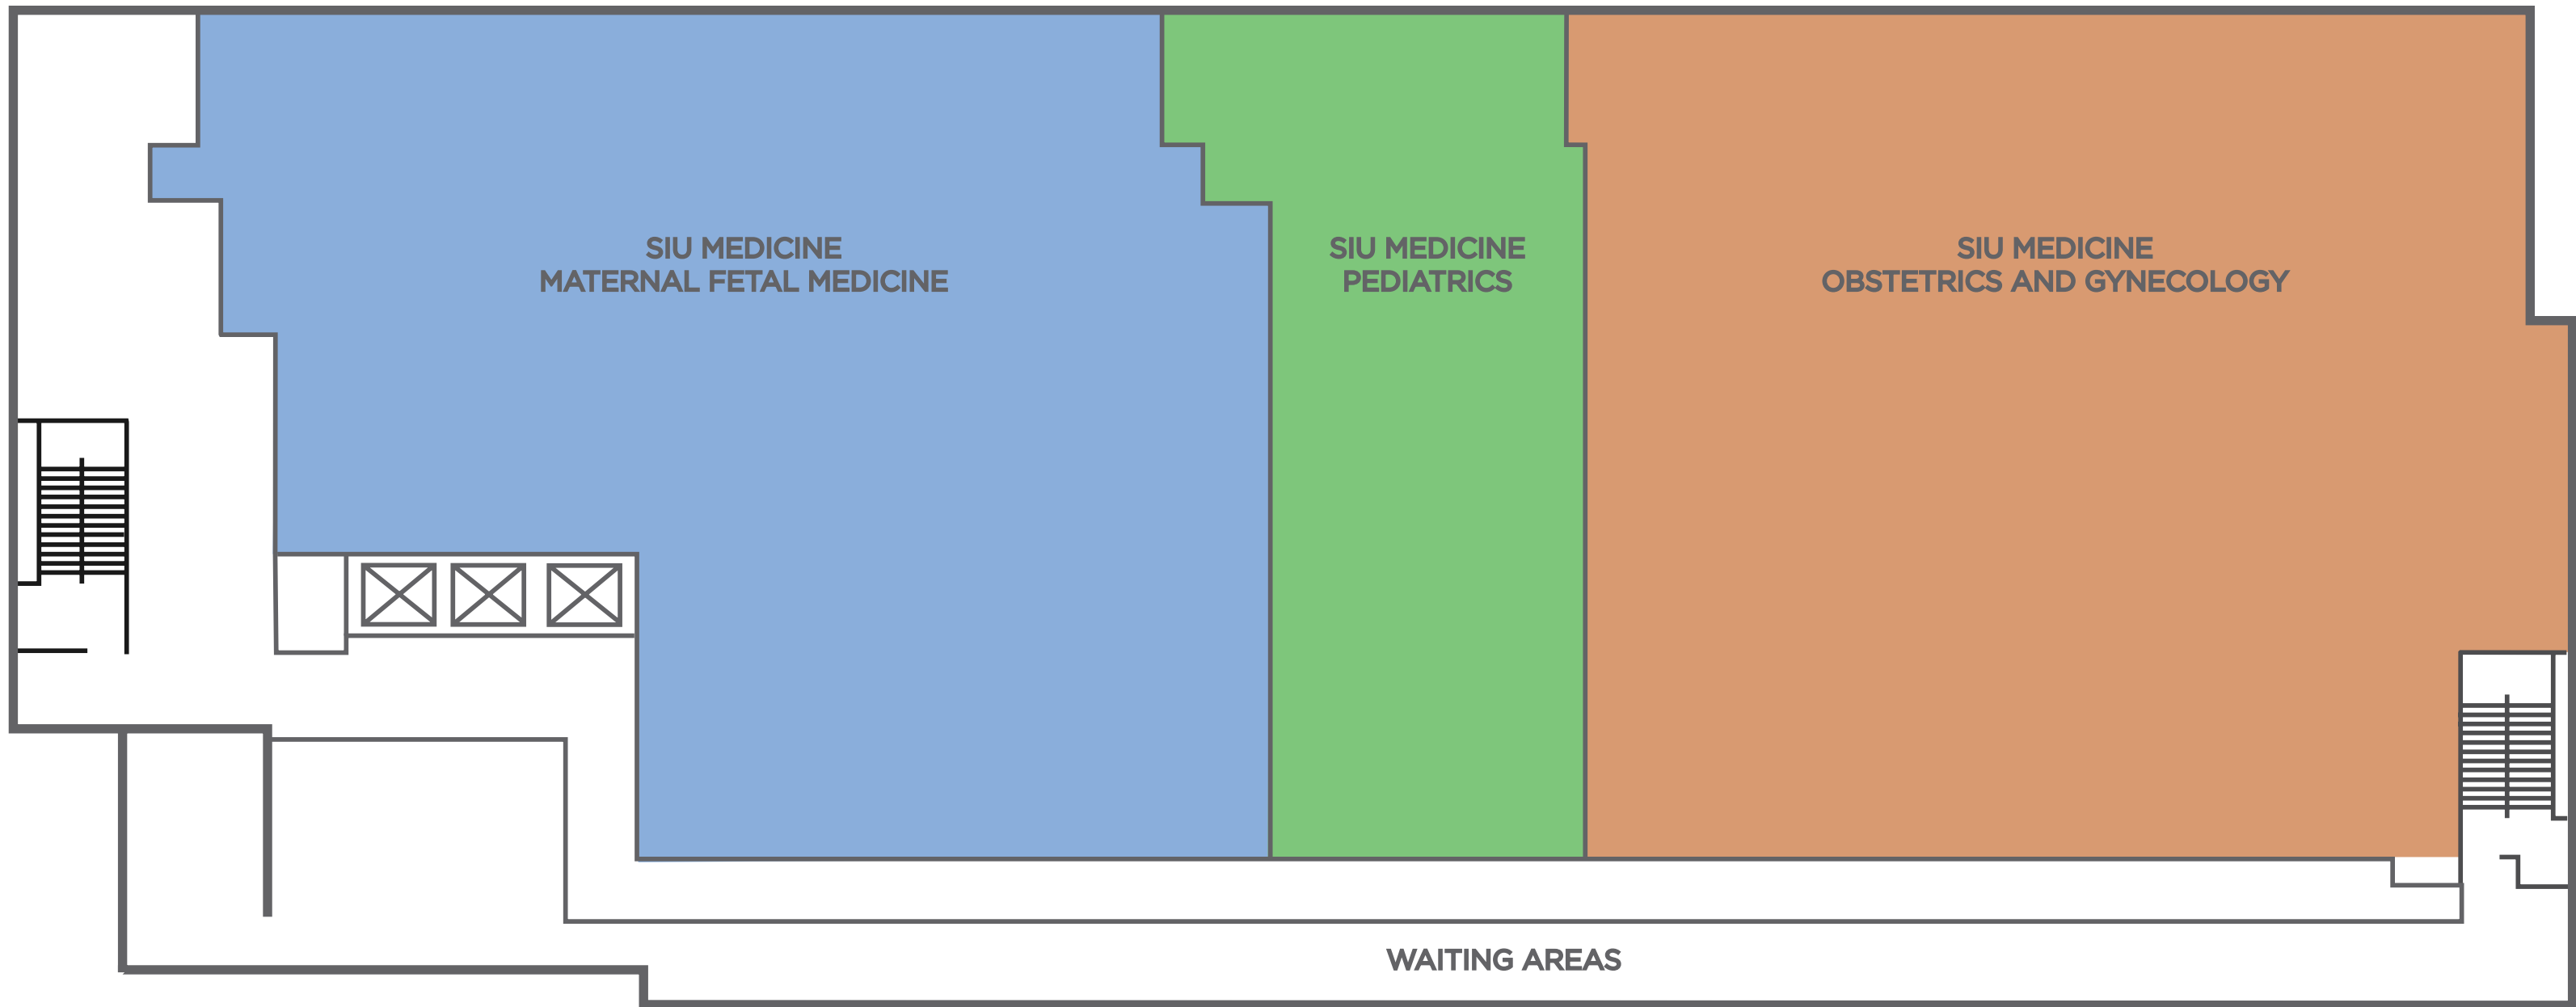 SIU MEDICINE
MATERNAL FETAL MEDICINE
SIU MEDICINE
PEDIATRICS
SIU MEDICINE
OBSTETRICS AND GYNECOLOGY
WAITING AREAS